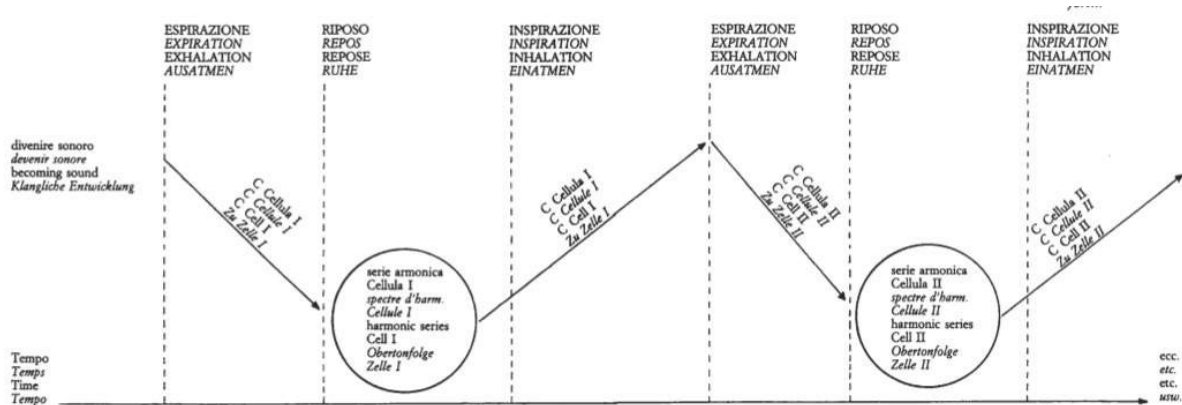 ESPIRAZIONE
EXPIRATION
EXHALATION
AUSATMEN
RIPOSO
REPOS
REPOSE
RUHE
INSPIRAZIONE
INSPIRATION
INHALATION
EINATMEN
ESPIRAZIONE
EXPIRATION
EXHALATION
AUSATMEN
RIPOSO
REPOS
REPOSE
RUHE
INSPIRAZIONE
INSPIRATION
INHALATION
EINATMEN
divenire sonoro
devenir sonore
becoming sound
Klangliche Entwicklung
C Cellula I
C Cellule I
C Cell I
Zu Zelle I
serie armonica
Cellula I
spectre d'harm.
Cellule I
harmonic series
Cell I
Obertonfolge
Zelle I
C Cellula I
C Cellule I
C Cell I
Zu Zelle I
C Cellula II
C Cellule II
C Cell II
Zu Zelle II
serie armonica
Cellula II
spectre d'harm.
Cellule II
harmonic series
Cell II
Obertonfolge
Zelle II
C Cellula II
C Cellule II
C Cell II
Zu Zelle II
Tempo
Temps
Time
Tempo
ecc.
etc.
etc.
usw.